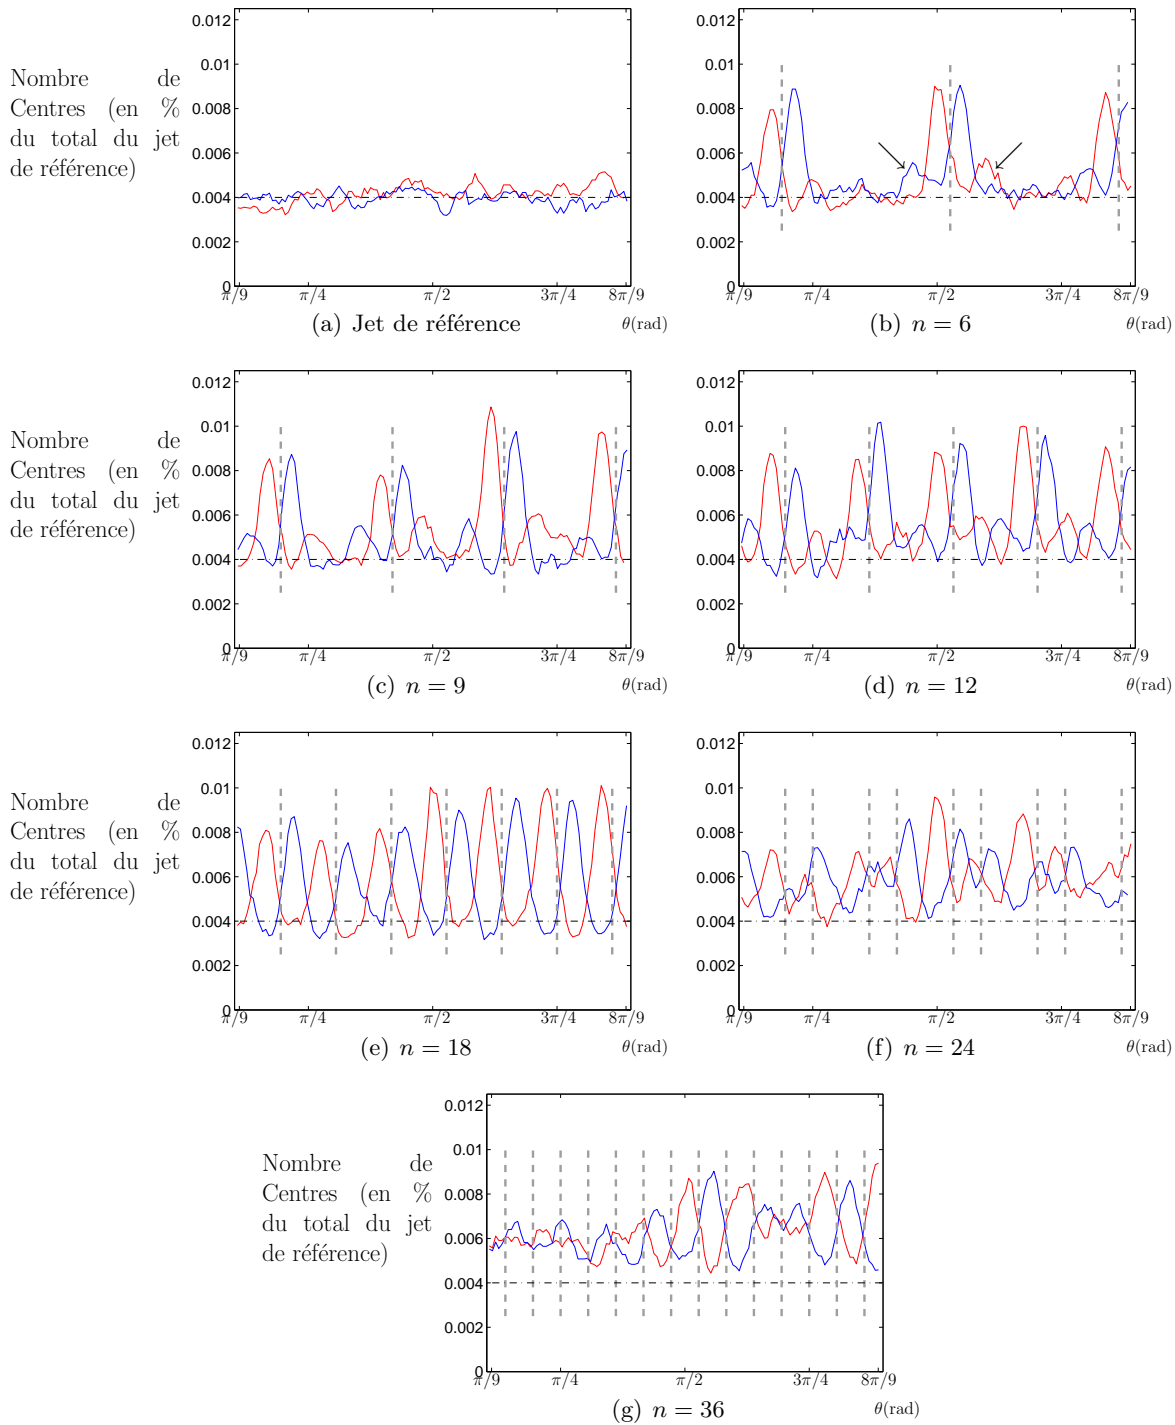 Nombre de
Centres (en %
du total du jet
de référence)
0.012
0.01
0.008
0.006
0.004
0.002
0
π/9 π/4 π/2 3π/4 8π/9
(a) Jet de référence θ(rad)
0.012
0.01
0.008
0.006
0.004
0.002
0
π/9 π/4 π/2 3π/4 8π/9
(b) n = 6 θ(rad)
Nombre de
Centres (en %
du total du jet
de référence)
0.012
0.01
0.008
0.006
0.004
0.002
0
π/9 π/4 π/2 3π/4 8π/9
(c) n = 9 θ(rad)
0.012
0.01
0.008
0.006
0.004
0.002
0
π/9 π/4 π/2 3π/4 8π/9
(d) n = 12 θ(rad)
Nombre de
Centres (en %
du total du jet
de référence)
0.012
0.01
0.008
0.006
0.004
0.002
0
π/9 π/4 π/2 3π/4 8π/9
(e) n = 18 θ(rad)
0.012
0.01
0.008
0.006
0.004
0.002
0
π/9 π/4 π/2 3π/4 8π/9
(f) n = 24 θ(rad)
Nombre de
Centres (en %
du total du jet
de référence)
0.012
0.01
0.008
0.006
0.004
0.002
0
π/9 π/4 π/2 3π/4 8π/9
(g) n = 36 θ(rad)